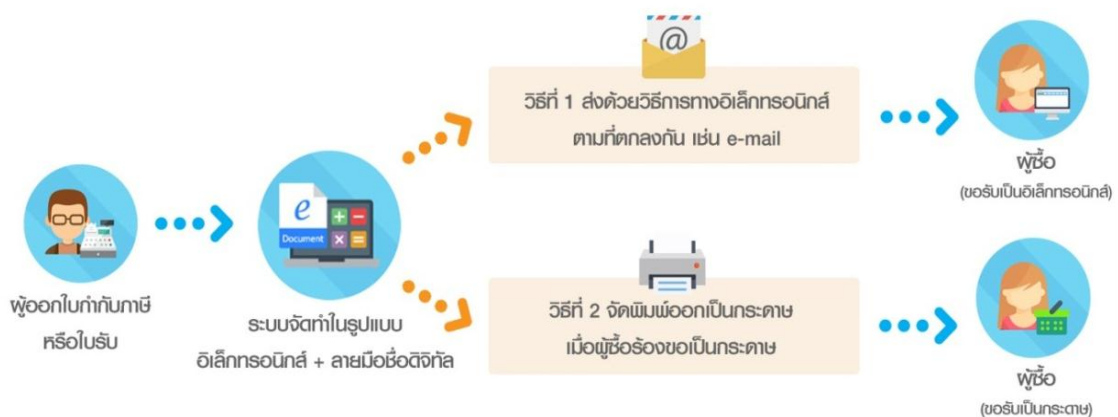 ผู้ออกใบกำกับภาษี
หรือใบรับ
e
Document
ระบบจัดทำในรูปแบบ
อิเล็กทรอนิกส์ + ลายมือชื่อดิจิทัล
@
วิธีที่ 1 ส่งด้วยวิธีการทางอิเล็กทรอนิกส์
ตามที่ตกลงกัน เช่น e-mail
ผู้ซื้อ
(ขอรับเป็นอิเล็กทรอนิกส์)
วิธีที่ 2 จัดพิมพ์ออกเป็นกระดาษ
เมื่อผู้ซื้อร้องขอเป็นกระดาษ
ผู้ซื้อ
(ขอรับเป็นกระดาษ)